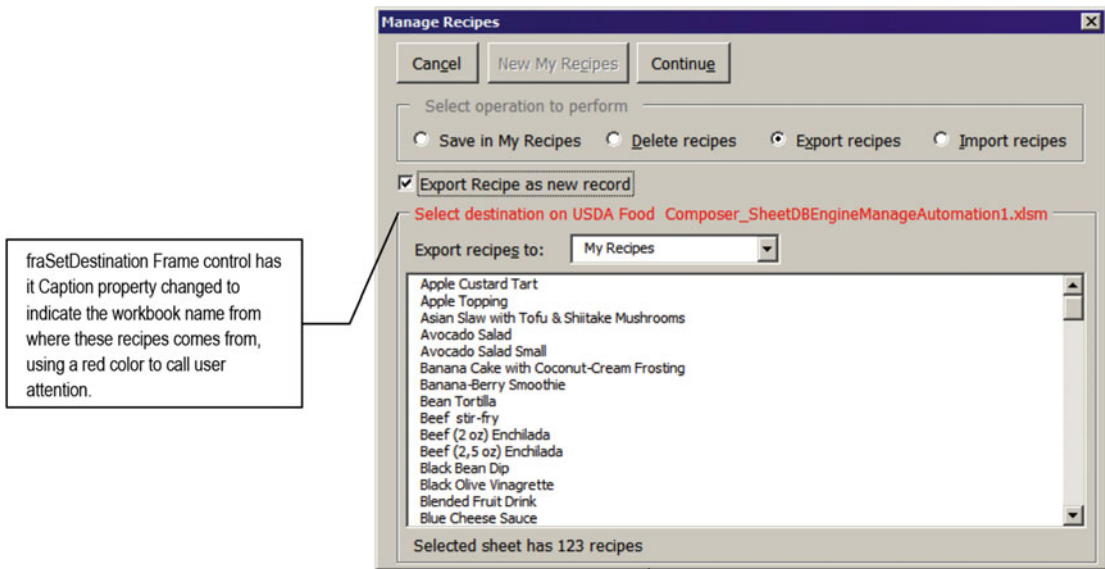 Manage Recipes
Cancel
New My Recipes
Continue
Select operation to perform
Save in My Recipes
Delete recipes
Export recipes
Import recipes
Export Recipe as new record
Select destination on USDA Food Composer_SheetDBEngineManageAutomation1.xlsm
Export recipes to:
My Recipes
Apple Custard Tart
Apple Topping
Asian Slaw with Tofu & Shiitake Mushrooms
Avocado Salad
Avocado Salad Small
Banana Cake with Coconut-Cream Frosting
Banana-Berry Smoothie
Bean Tortilla
Beef stir-fry
Beef (2 oz) Enchilada
Beef (2,5 oz) Enchilada
Black Bean Dip
Black Olive Vinagrette
Blended Fruit Drink
Blue Cheese Sauce
Selected sheet has 123 recipes
fraSetDestination Frame control has
it Caption property changed to
indicate the workbook name from
where these recipes comes from,
using a red color to call user
attention.